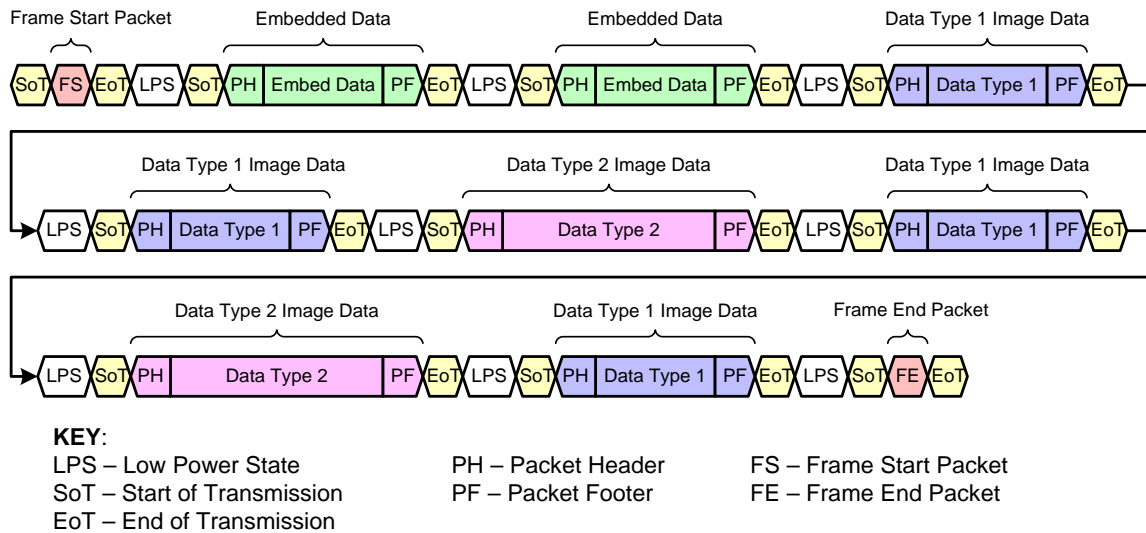 Frame Start Packet Embedded Data Embedded Data Data Type 1 Image Data
SoT FS EoT LPS SoT PH Embed Data PF EoT LPS SoT PH Embed Data PF EoT LPS SoT PH Data Type 1 PF EoT
Data Type 1 Image Data Data Type 2 Image Data Data Type 1 Image Data
LPS SoT PH Data Type 1 PF EoT LPS SoT PH Data Type 2 PF EoT LPS SoT PH Data Type 1 PF EoT
Data Type 2 Image Data Data Type 1 Image Data Frame End Packet
LPS SoT PH Data Type 2 PF EoT LPS SoT PH Data Type 1 PF EoT LPS SoT FE EoT
KEY:
LPS – Low Power State PH – Packet Header FS – Frame Start Packet
SoT – Start of Transmission PF – Packet Footer FE – Frame End Packet
EoT – End of Transmission